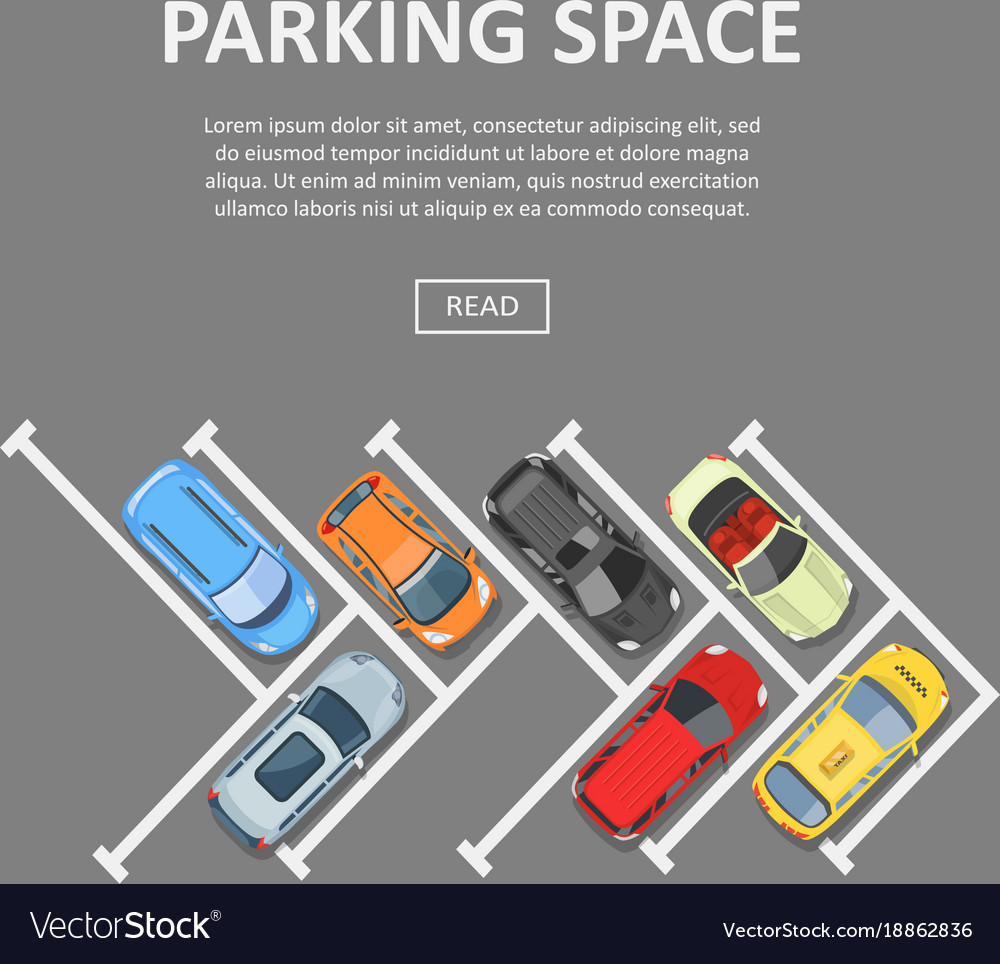 PARKING SPACE
Lorem ipsum dolor sit amet, consectetur adipiscing elit, sed
do eiusmod tempor incididunt ut labore et dolore magna
aliqua. Ut enim ad minim veniam, quis nostrud exercitation
ullamco laboris nisi ut aliquip ex ea commodo consequat.
READ
TAXI
VectorStock®
VectorStock.com/18862836